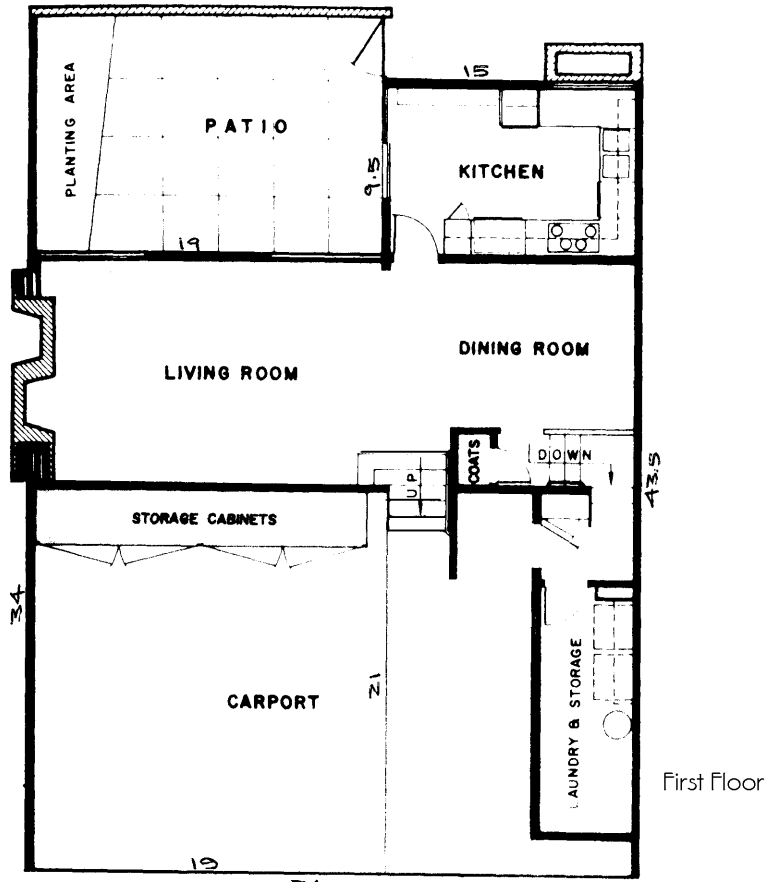 15
PLANTING AREA
PATIO
KITCHEN
9.5
19
LIVING ROOM
DINING ROOM
COATS
DOWN
UP
43.5
STORAGE CABINETS
34
21
CARPORT
LAUNDRY & STORAGE
First Floor
19